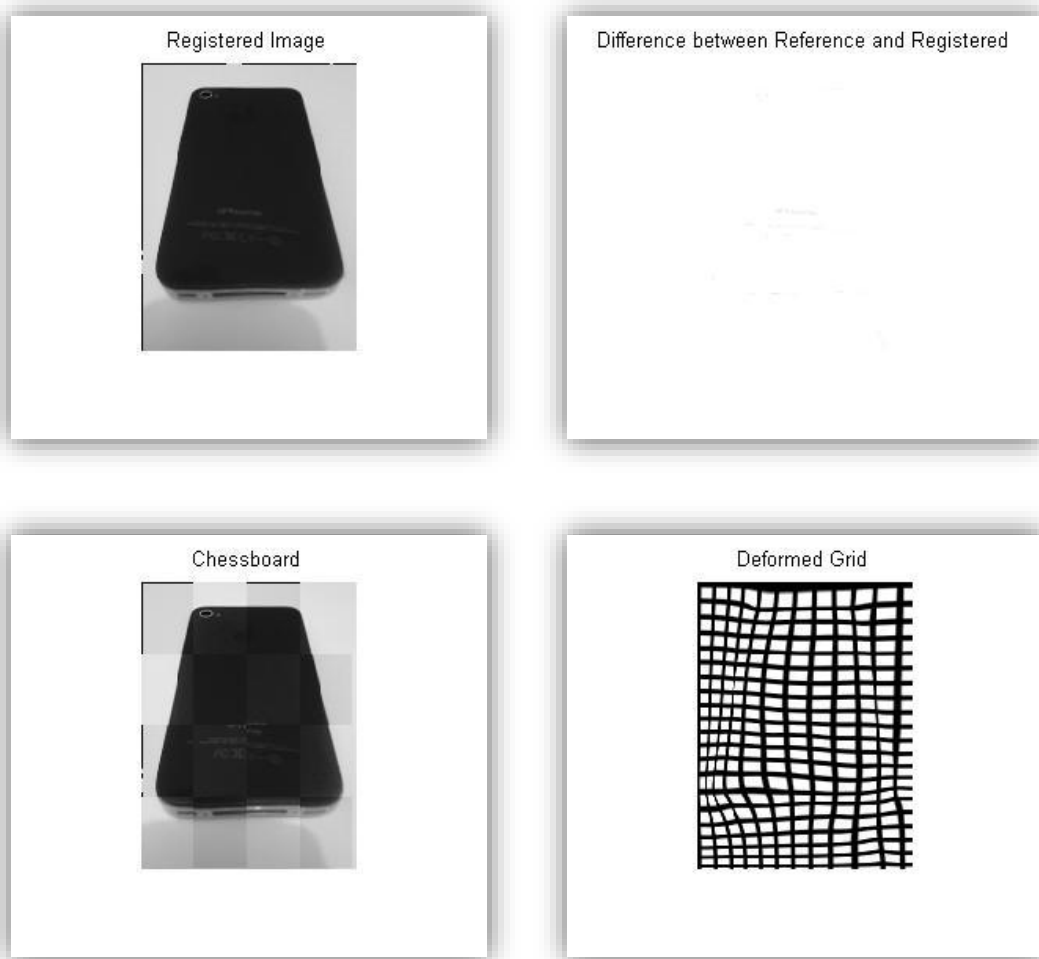 Registered Image
Difference between Reference and Registered
Chessboard
Deformed Grid